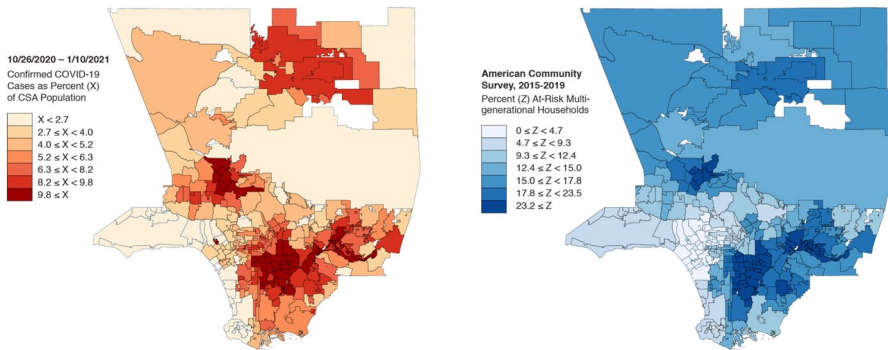 10/26/2020 – 1/10/2021
Confirmed COVID-19
Cases as Percent (X)
of CSA Population
X < 2.7
2.7 ≤ X < 4.0
4.0 ≤ X < 5.2
5.2 ≤ X < 6.3
6.3 ≤ X < 8.2
8.2 ≤ X < 9.8
9.8 ≤ X
American Community
Survey, 2015-2019
Percent (Z) At-Risk Multi-
generational Households
0 ≤ Z < 4.7
4.7 ≤ Z < 9.3
9.3 ≤ Z < 12.4
12.4 ≤ Z < 15.0
15.0 ≤ Z < 17.8
17.8 ≤ Z < 23.5
23.2 ≤ Z